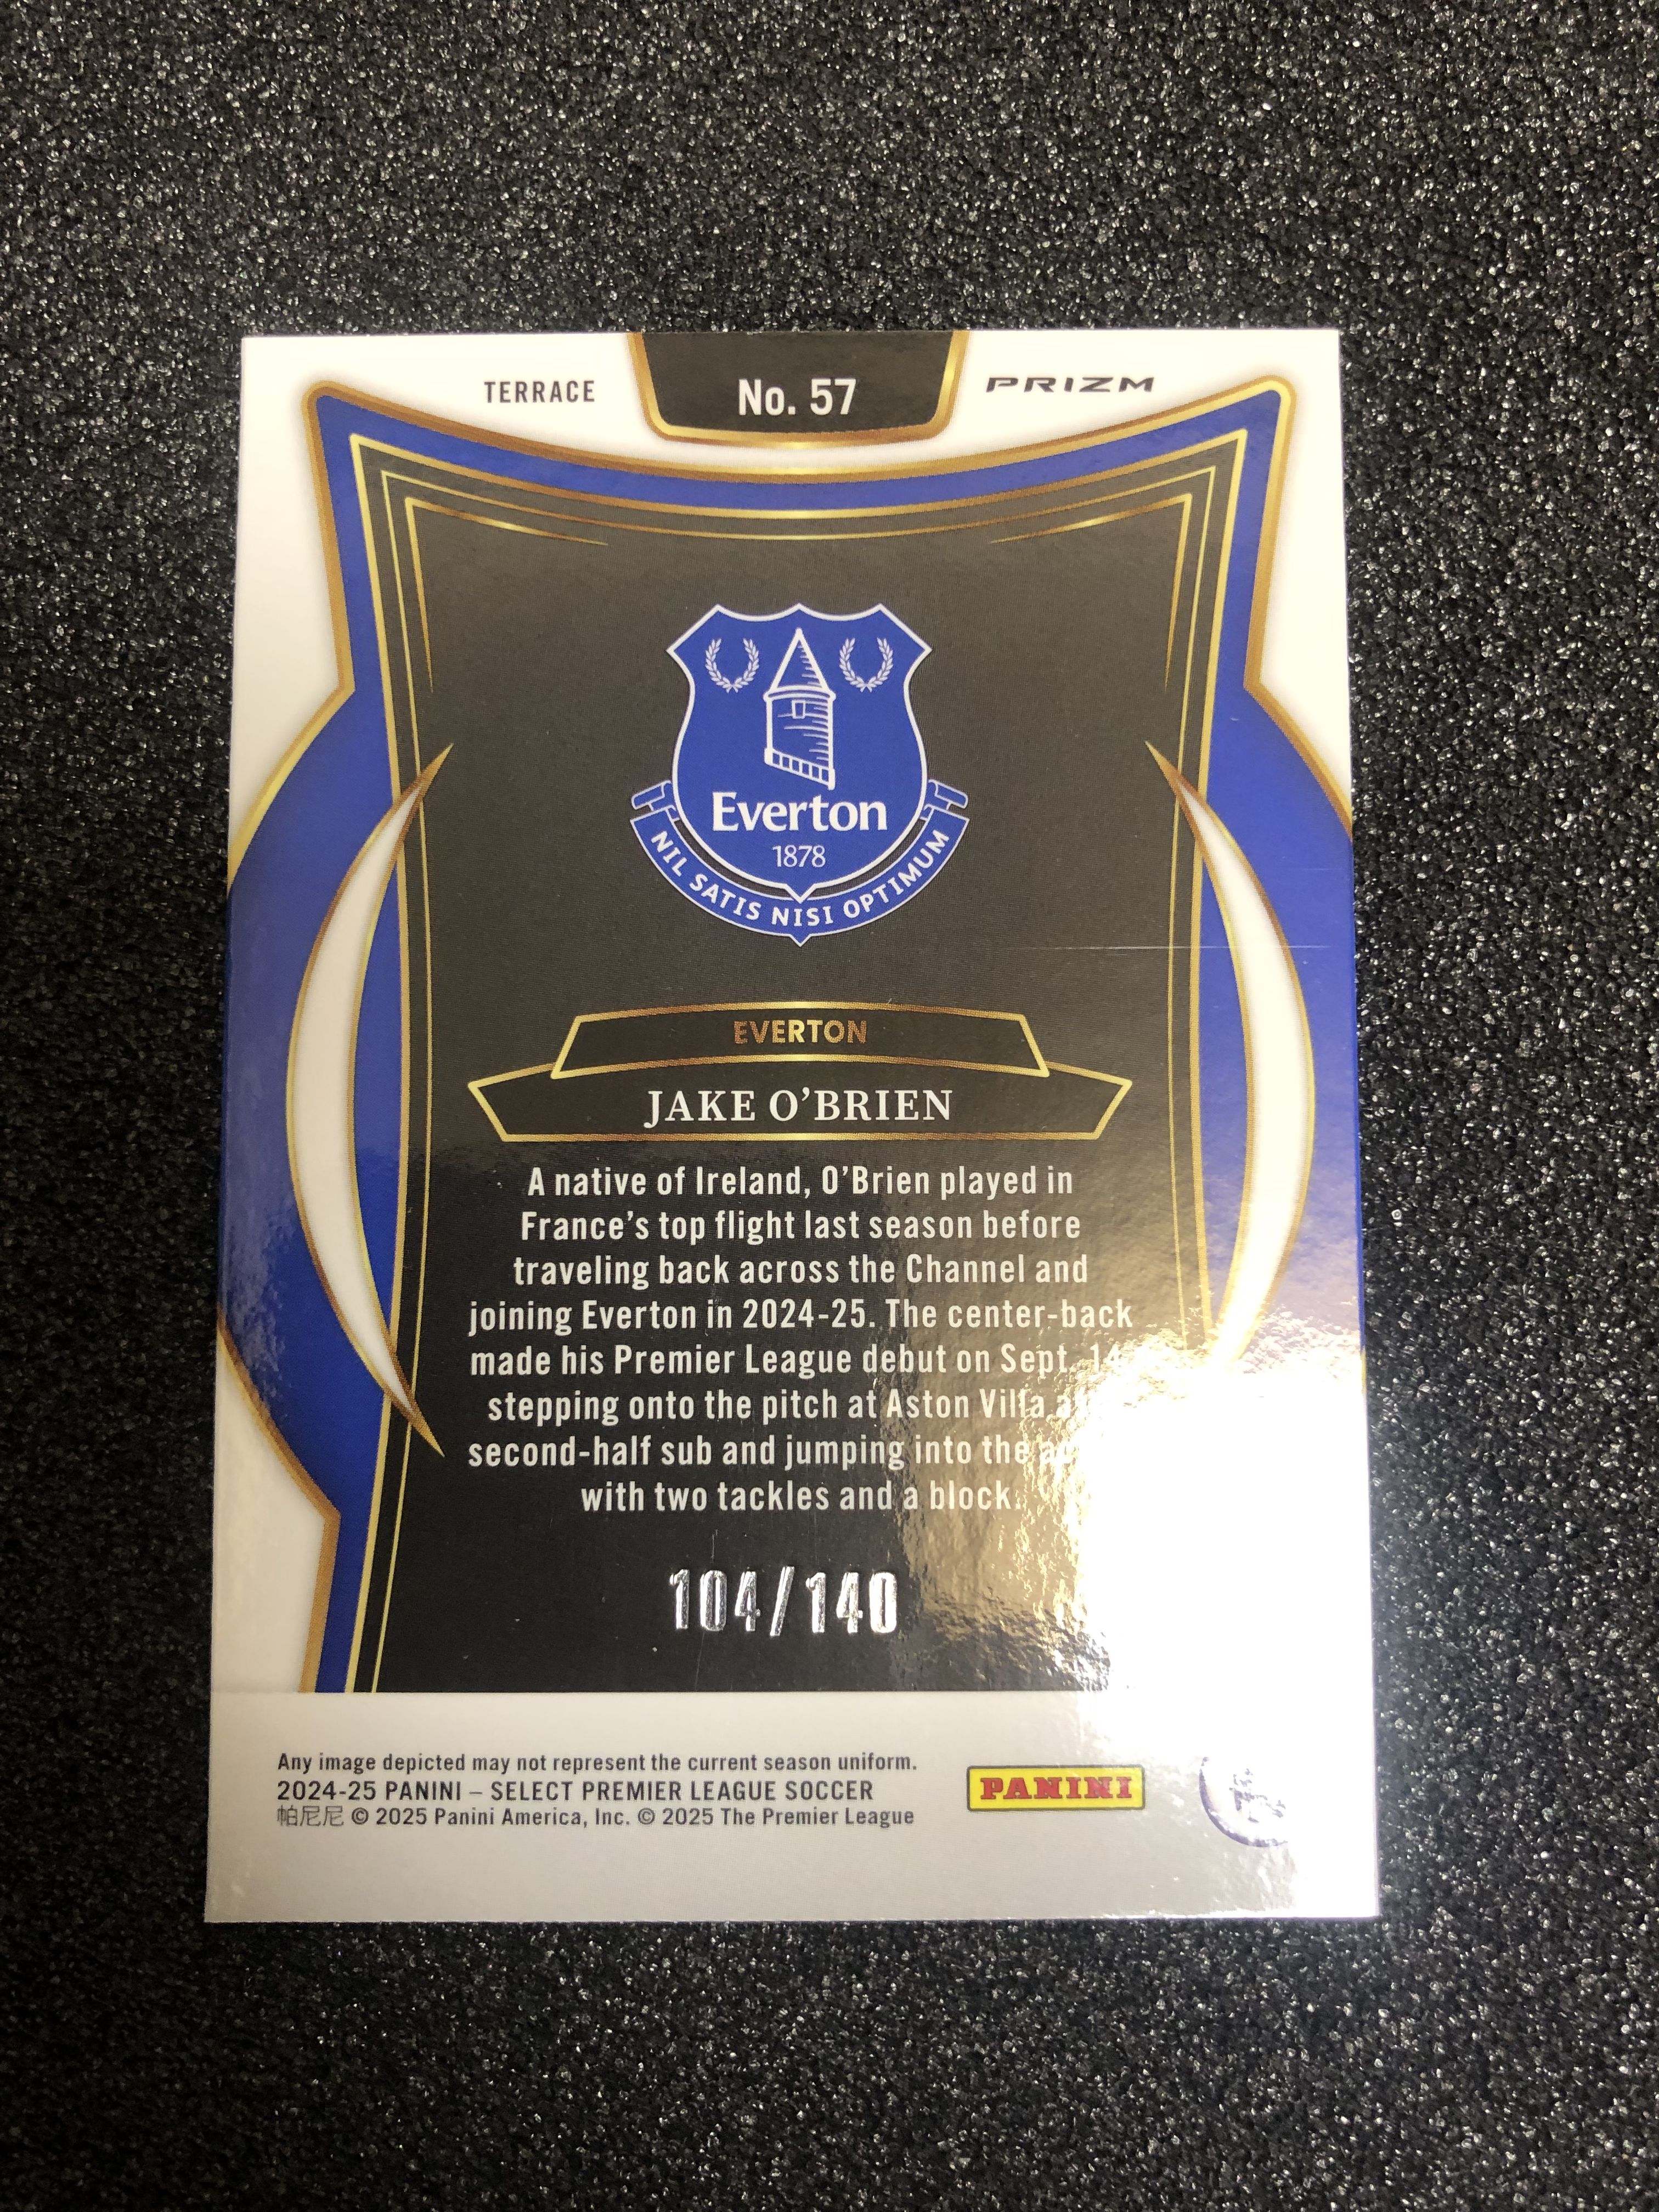 TERRACE
No. 57
PRIZM
Everton
1878
NIL SATIS NISI OPTIMUM
EVERTON
JAKE O'BRIEN
A native of Ireland, O'Brien played in
France's top flight last season before
traveling back across the Channel and
joining Everton in 2024-25. The center-back
made his Premier League debut on Sept. 14,
stepping onto the pitch at Aston Villa
second-half sub and jumping into the
with two tackles and a block.
104/140
Any image depicted may not represent the current season uniform.
2024-25 PANINI – SELECT PREMIER LEAGUE SOCCER
帕尼尼 © 2025 Panini America, Inc. © 2025 The Premier League
PANINI